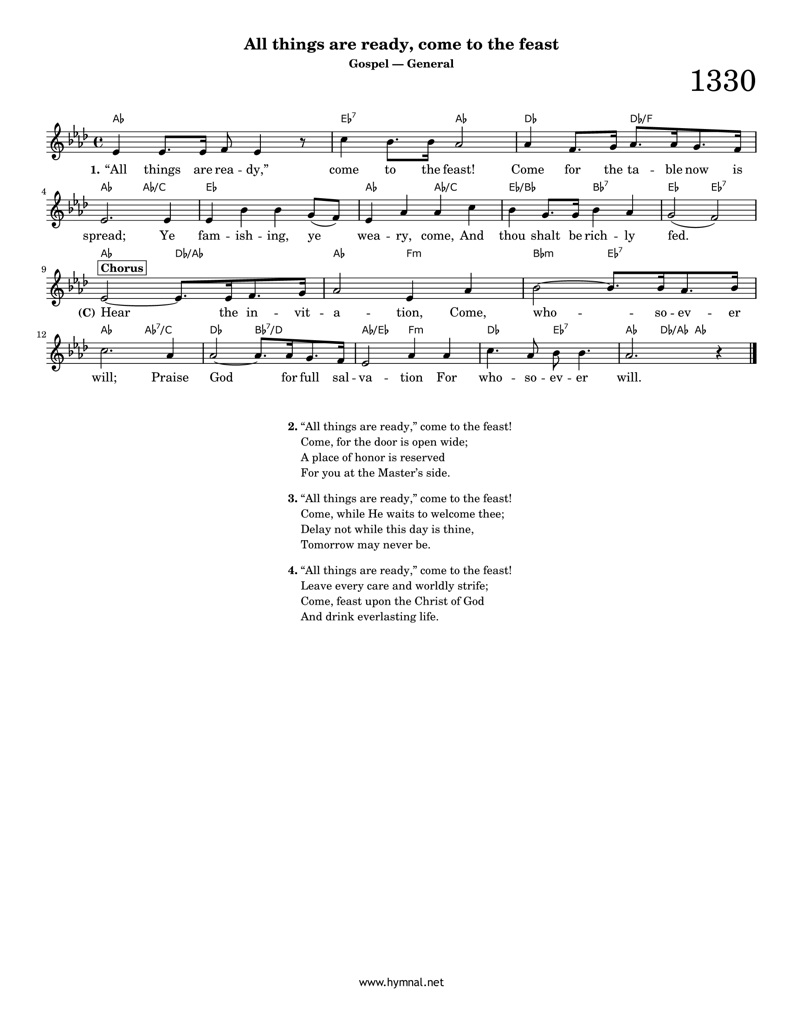 All things are ready, come to the feast
Gospel — General
1330
A♭ E♭7 A♭ D♭ D♭/F
1. “All things are rea - dy,” come to the feast! Come for the ta - ble now is
4 A♭ A♭/C E♭ A♭ A♭/C E♭/B♭ B♭7 E♭ E♭7
spread; Ye fam - ish - ing, ye wea - ry, come, And thou shalt be rich - ly fed.
9 A♭ D♭/A♭ A♭ Fm B♭m E♭7
Chorus
(C) Hear the in - vit - a - tion, Come, who - - so - ev - er
12 A♭ A♭7/C D♭ B♭7/D A♭/E♭ Fm D♭ E♭7 A♭ D♭/A♭ A♭
will; Praise God for full sal - va - tion For who - so - ev - er will.
2. “All things are ready,” come to the feast!
Come, for the door is open wide;
A place of honor is reserved
For you at the Master's side.
3. “All things are ready,” come to the feast!
Come, while He waits to welcome thee;
Delay not while this day is thine,
Tomorrow may never be.
4. “All things are ready,” come to the feast!
Leave every care and worldly strife;
Come, feast upon the Christ of God
And drink everlasting life.
www.hymnal.net